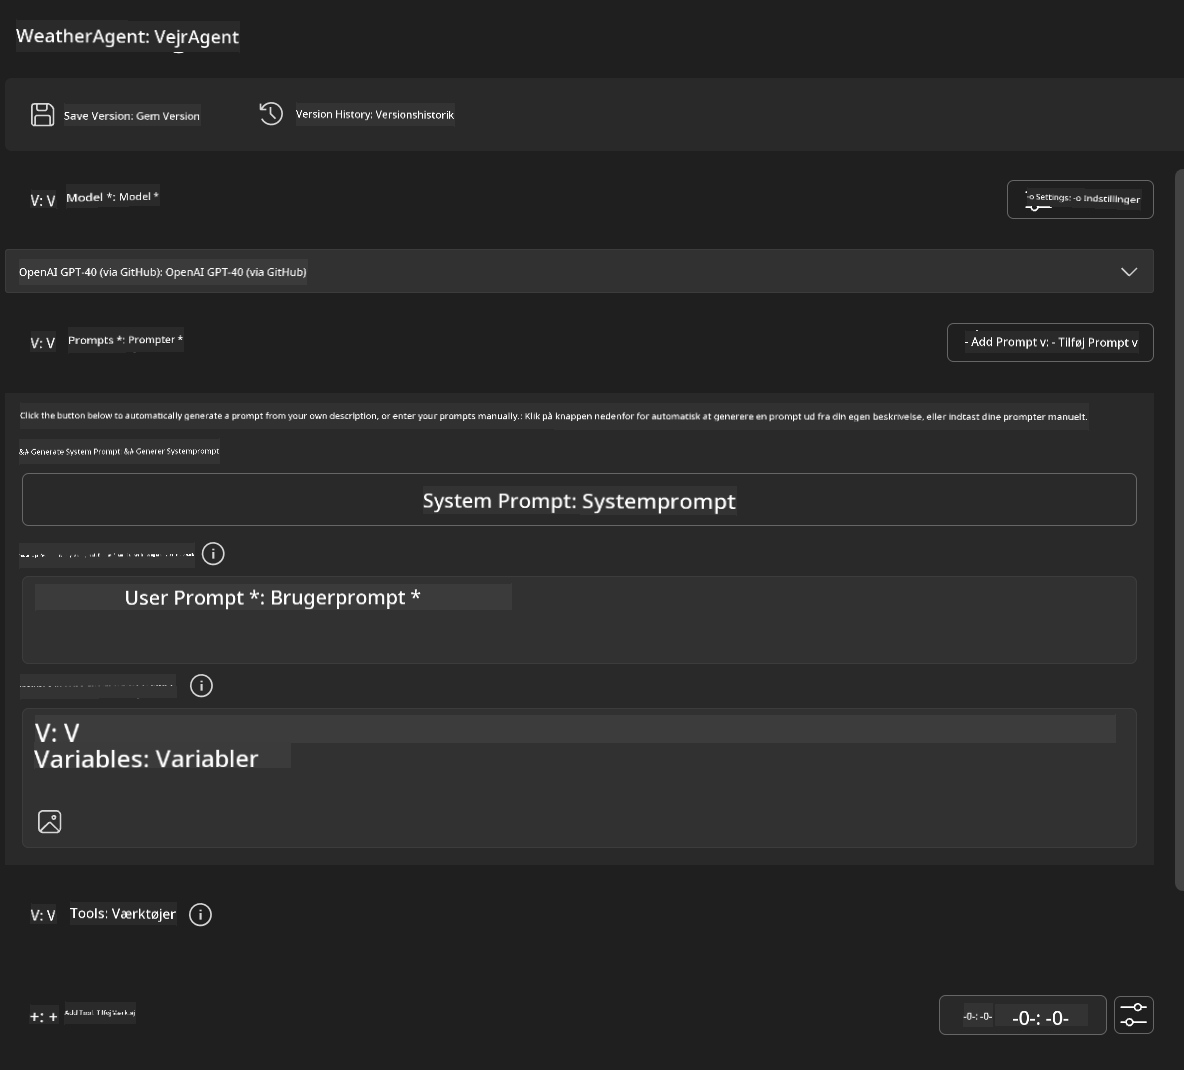 WeatherAgent: VejrAgent
Save Version: Gem Version
Version History: Versionshistorik
V: V Model *: Model *
-o Settings: -o Indstillinger
OpenAI GPT-40 (via GitHub): OpenAI GPT-40 (via GitHub)
V: V Prompts *: Prompter *
- Add Prompt v: - Tilføj Prompt v
Click the button below to automatically generate a prompt from your own description, or enter your prompts manually.: Klik på knappen nedenfor for automatisk at generere en prompt ud fra din egen beskrivelse, eller indtast dine prompter manuelt.
&# Generate System Prompt: &# Generer Systemprompt
System Prompt: Systemprompt
User Prompt *: Brugerprompt *
V: V
Variables: Variabler
V: V Tools: Værktøjer
+: + Add Tool: Tilføj Værktøj
-0-: -0- -0-: -0-